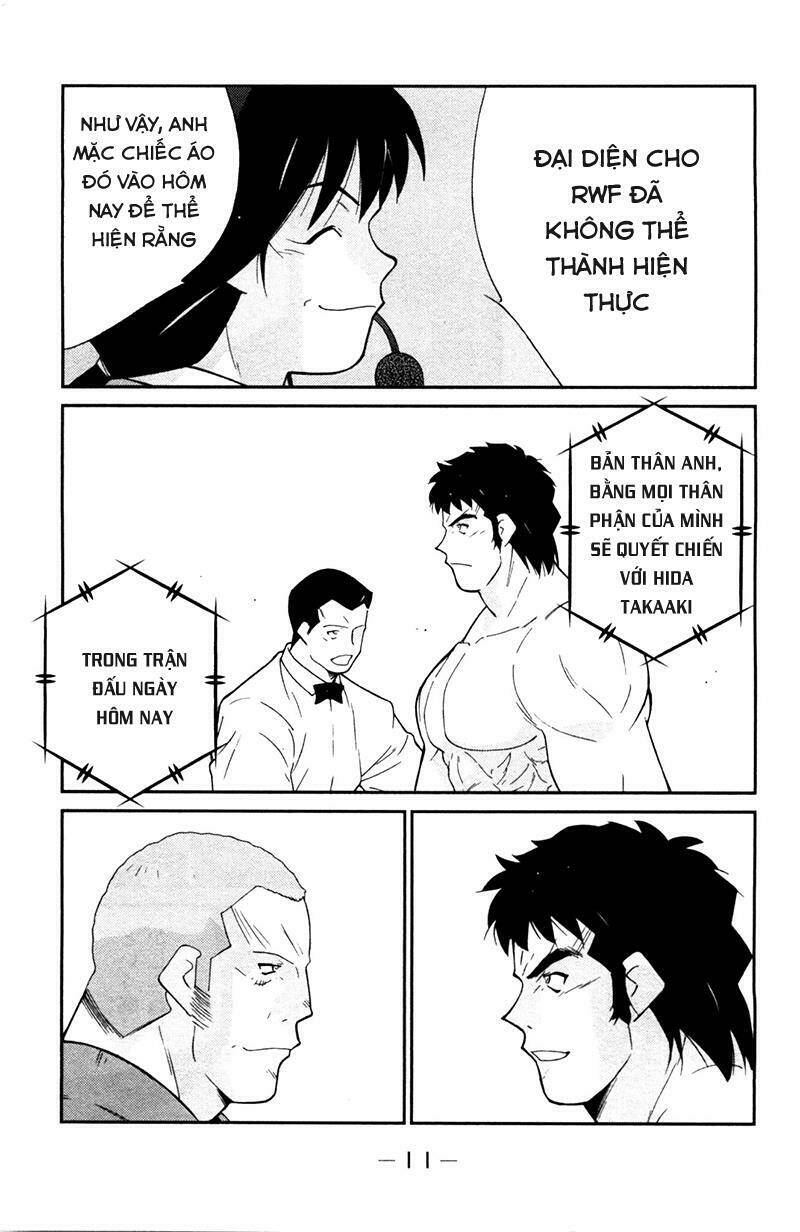 ĐẠI DIỆN CHO
RWF ĐÃ
KHÔNG THỂ
THÀNH HIỆN
THỰC
NHƯ VẬY, ANH
MẶC CHIẾC ÁO
ĐÓ VÀO HÔM
NAY ĐỂ THỂ
HIỆN RẰNG
BẢN THÂN ANH,
BẰNG MỌI THÂN
PHẬN CỦA MÌNH
SẼ QUYẾT CHIẾN
VỚI HIDA
TAKAAKI
TRONG TRẬN
ĐẤU NGÀY
HÔM NAY
— 11 —